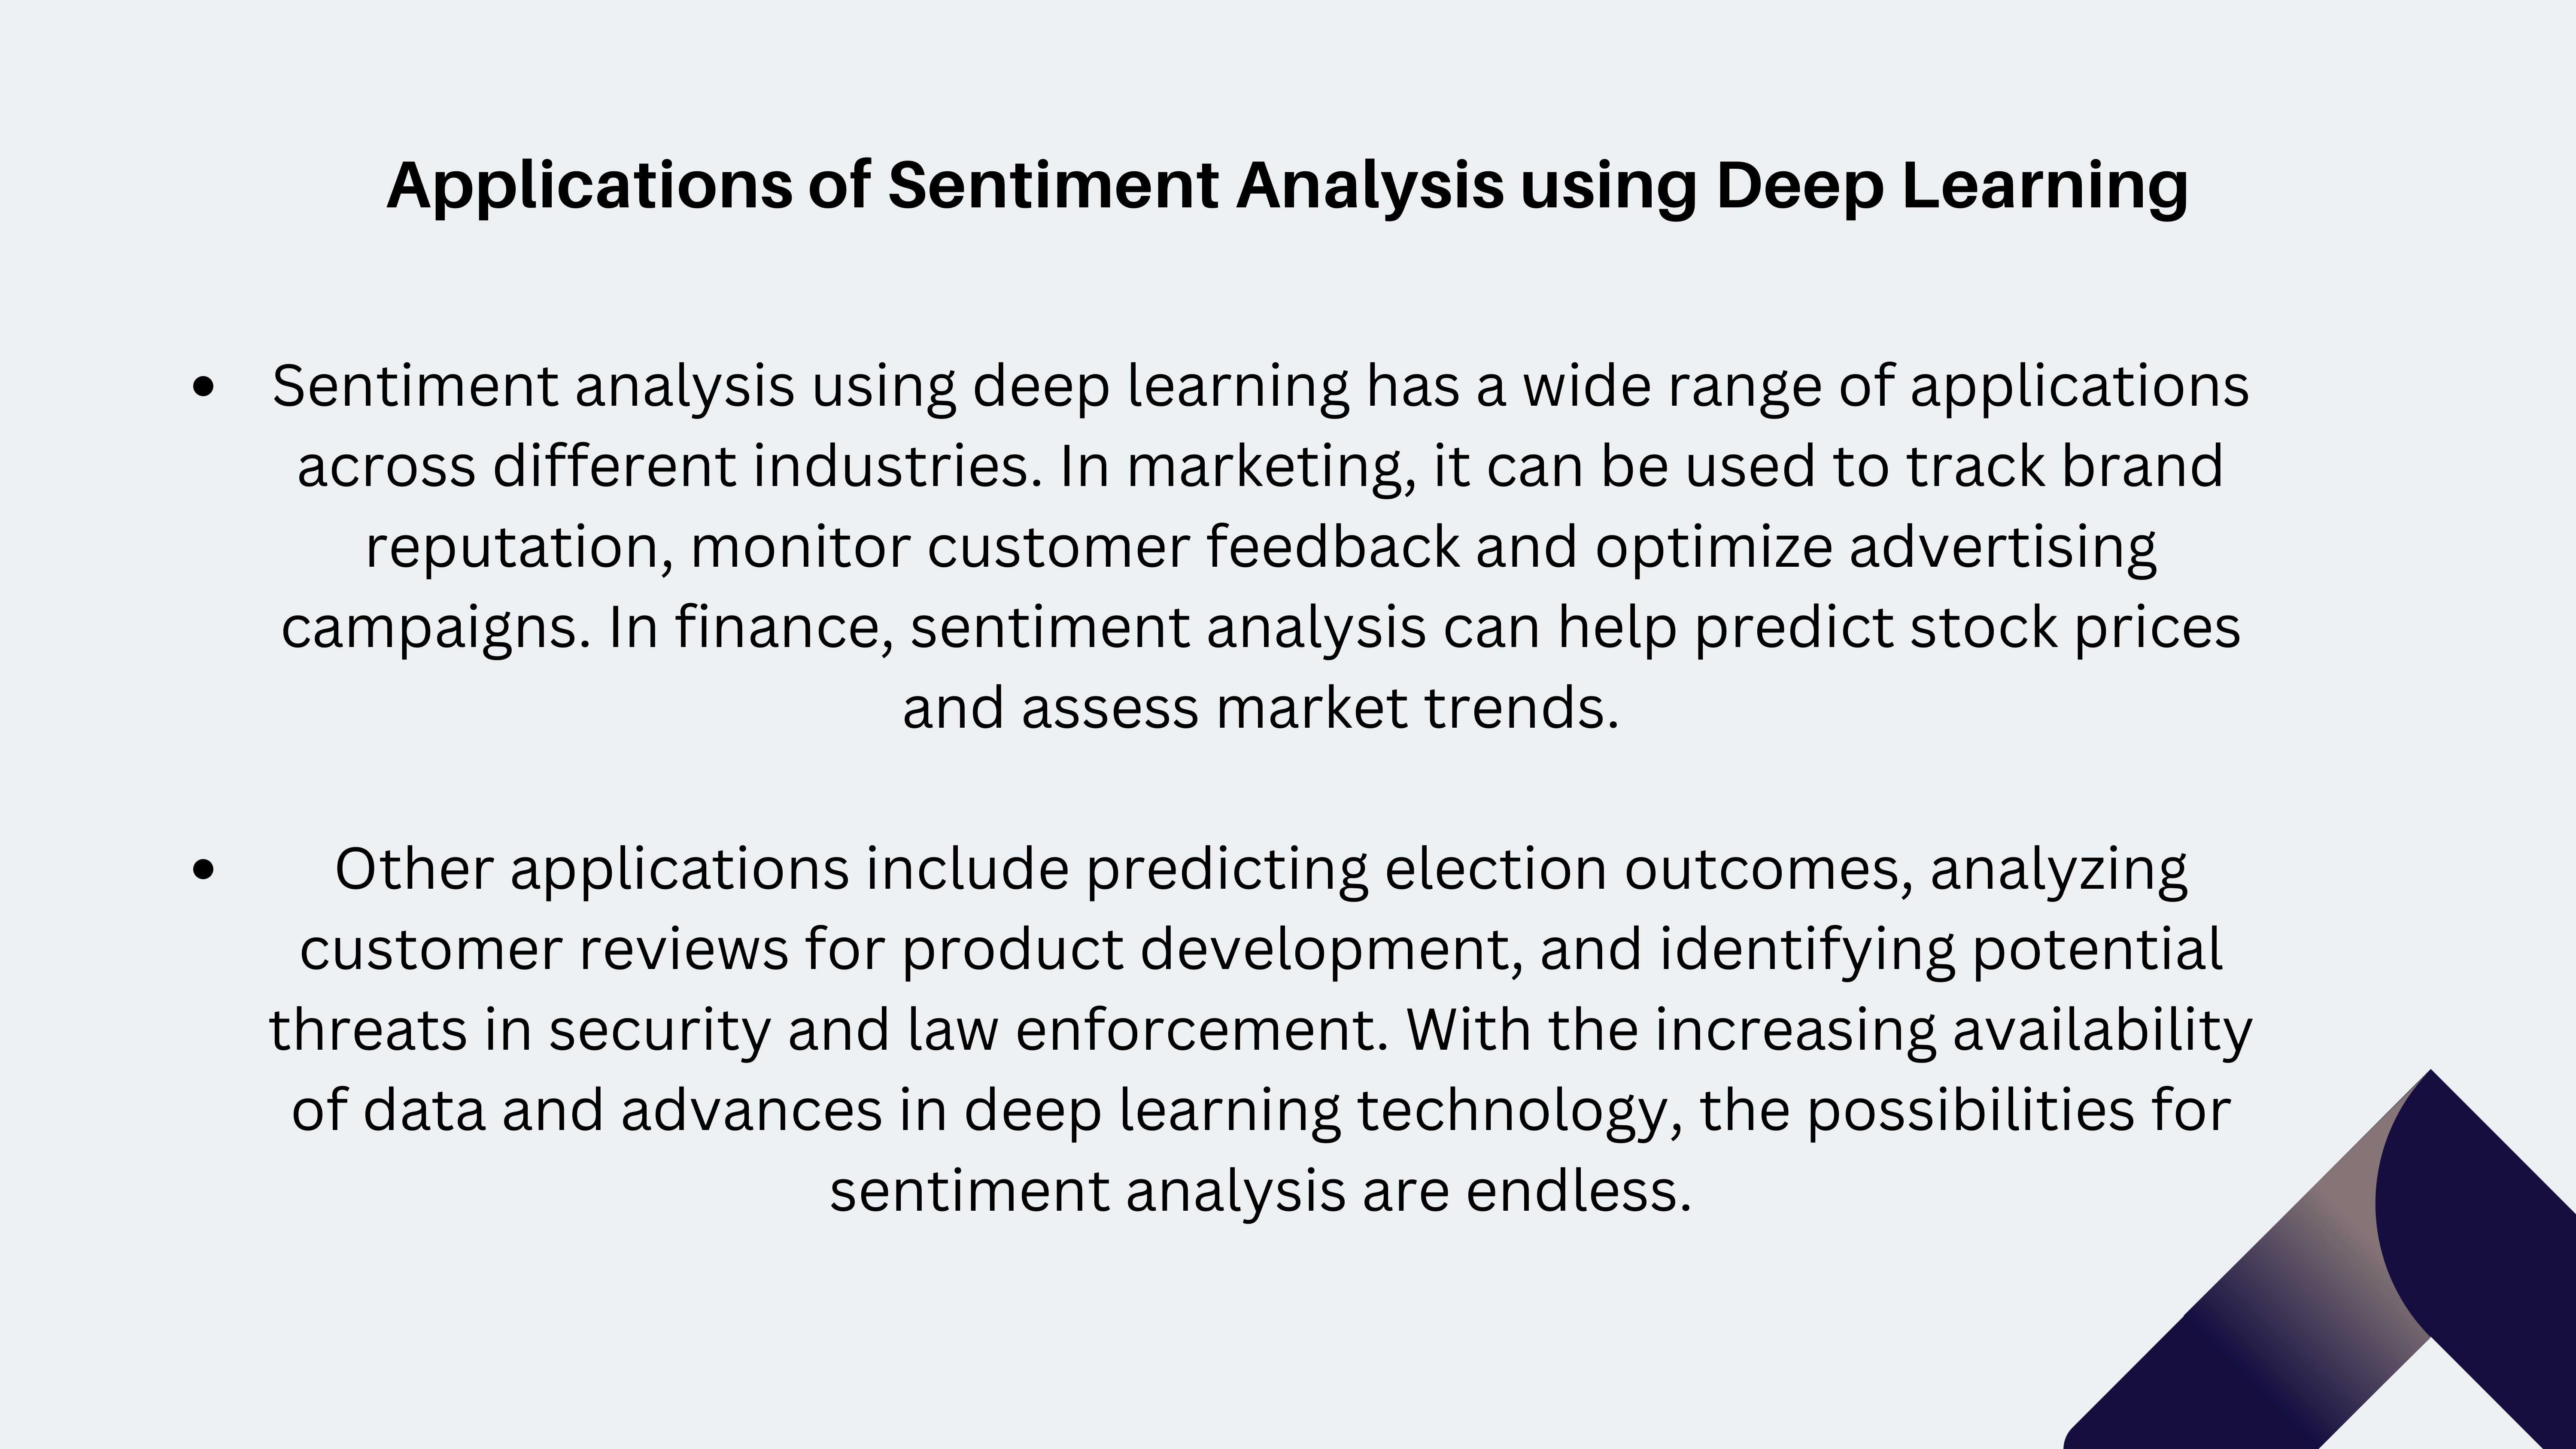 Applications of Sentiment Analysis using Deep Learning
• Sentiment analysis using deep learning has a wide range of applications
across different industries. In marketing, it can be used to track brand
reputation, monitor customer feedback and optimize advertising
campaigns. In finance, sentiment analysis can help predict stock prices
and assess market trends.
• Other applications include predicting election outcomes, analyzing
customer reviews for product development, and identifying potential
threats in security and law enforcement. With the increasing availability
of data and advances in deep learning technology, the possibilities for
sentiment analysis are endless.